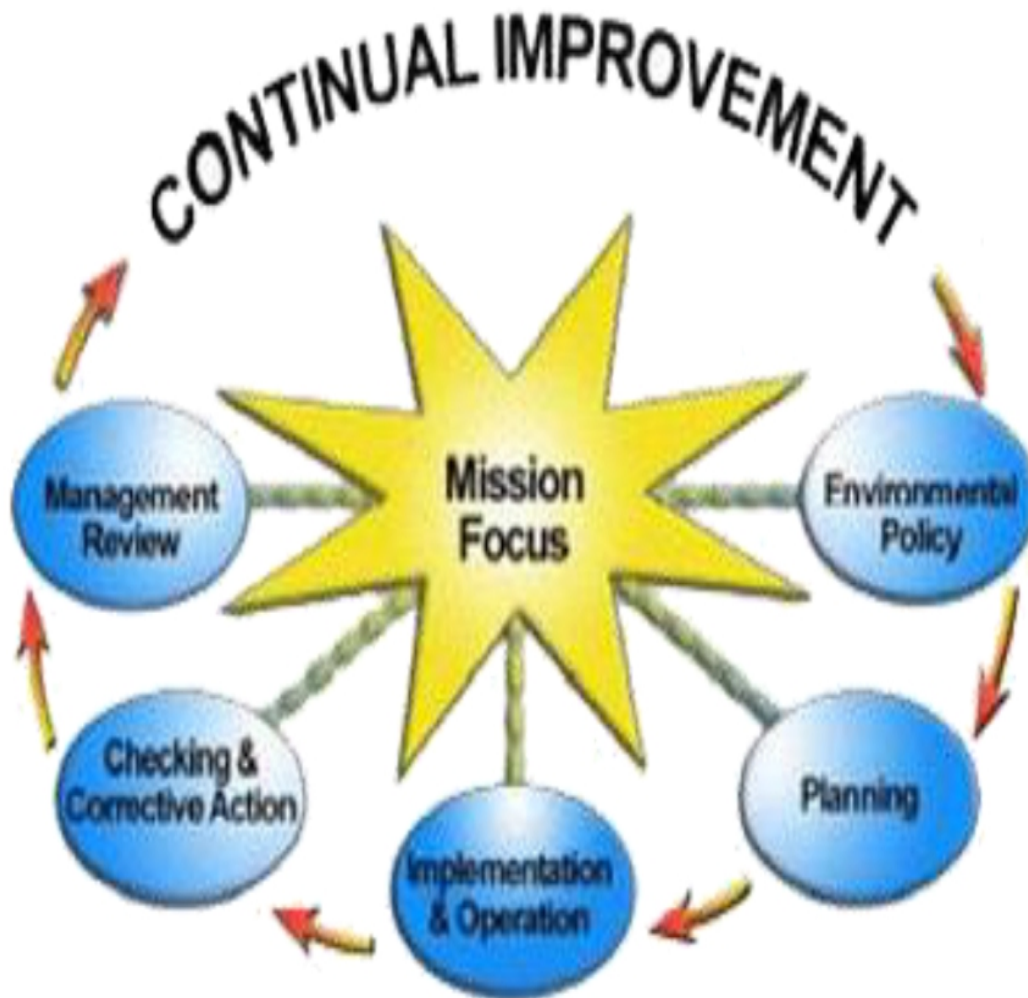 CONTINUAL IMPROVEMENT
Mission
Focus
Environmental
Policy
Planning
Implementation
& Operation
Checking &
Corrective Action
Management
Review